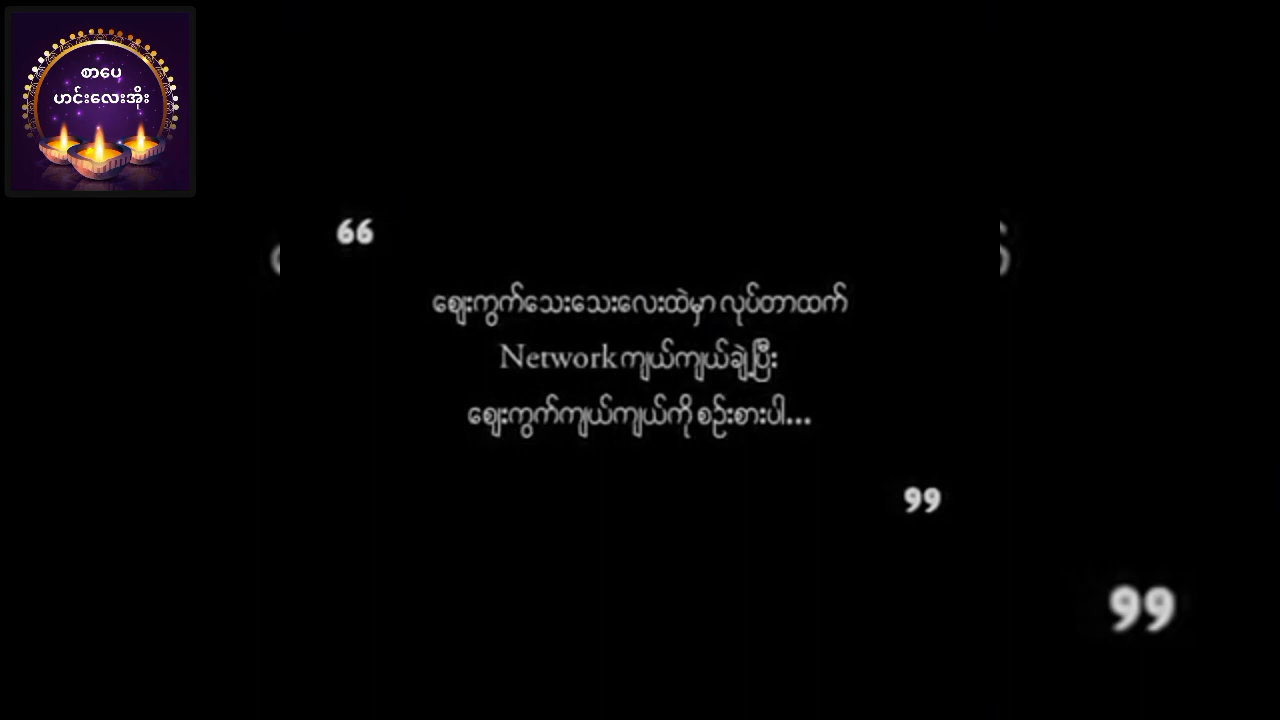 စာပေ
ဟင်းလေးအိုး
❝
ဈေးကွက်သေးသေးလေးထဲမှာ လုပ်တာထက်
Networkကျယ်ကျယ်ချဲ့ပြီး
ဈေးကွက်ကျယ်ကျယ်ကို စဉ်းစားပါ...
❞
❞